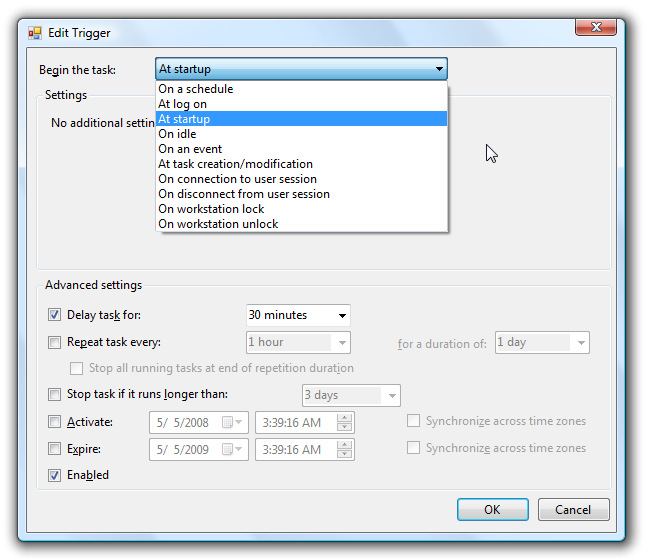 Edit Trigger
Begin the task: At startup
On a schedule
At log on
At startup
On idle
On an event
At task creation/modification
On connection to user session
On disconnect from user session
On workstation lock
On workstation unlock
Settings
No additional settin
Advanced settings
Delay task for: 30 minutes
Repeat task every: 1 hour for a duration of: 1 day
Stop all running tasks at end of repetition duration
Stop task if it runs longer than: 3 days
Activate: 5/ 5/2008 3:39:16 AM Synchronize across time zones
Expire: 5/ 5/2009 3:39:16 AM Synchronize across time zones
Enabled
OK Cancel